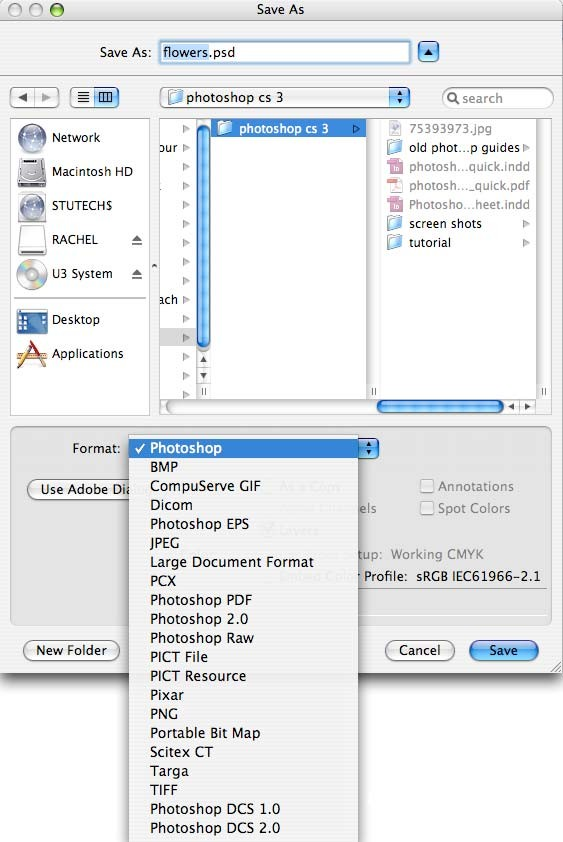 Save As
Save As: flowers.psd
photoshop cs 3
search
Network
Macintosh HD
STUTECH$
RACHEL
U3 System
Desktop
Applications
our
ach
photoshop cs 3
75393973.jpg
old phot...p guides
photosh...quick.indd
photosh..._quick.pdf
Photosho...heet.indd
screen shots
tutorial
Format: Photoshop
BMP
CompuServe GIF
Dicom
Photoshop EPS
JPEG
Large Document Format
PCX
Photoshop PDF
Photoshop 2.0
Photoshop Raw
PICT File
PICT Resource
Pixar
PNG
Portable Bit Map
Scitex CT
Targa
TIFF
Photoshop DCS 1.0
Photoshop DCS 2.0
Use Adobe Dia
As a Copy
Annotations
els
Spot Colors
Layers
Setup: Working CMYK
Color Profile: sRGB IEC61966-2.1
New Folder
Cancel
Save